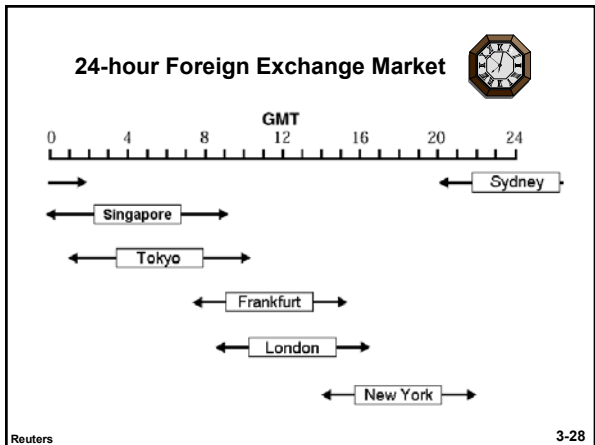 24-hour Foreign Exchange Market
GMT
0 4 8 12 16 20 24
Sydney
Singapore
Tokyo
Frankfurt
London
New York
Reuters 3-28